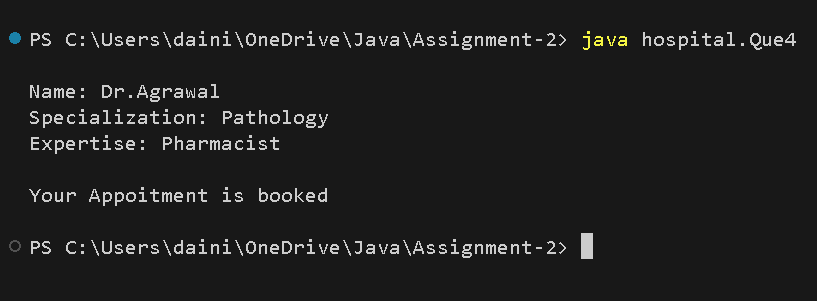 PS C:\Users\daini\OneDrive\Java\Assignment-2> java hospital.Que4
Name: Dr.Agrawal
Specialization: Pathology
Expertise: Pharmacist
Your Appoitment is booked
PS C:\Users\daini\OneDrive\Java\Assignment-2>